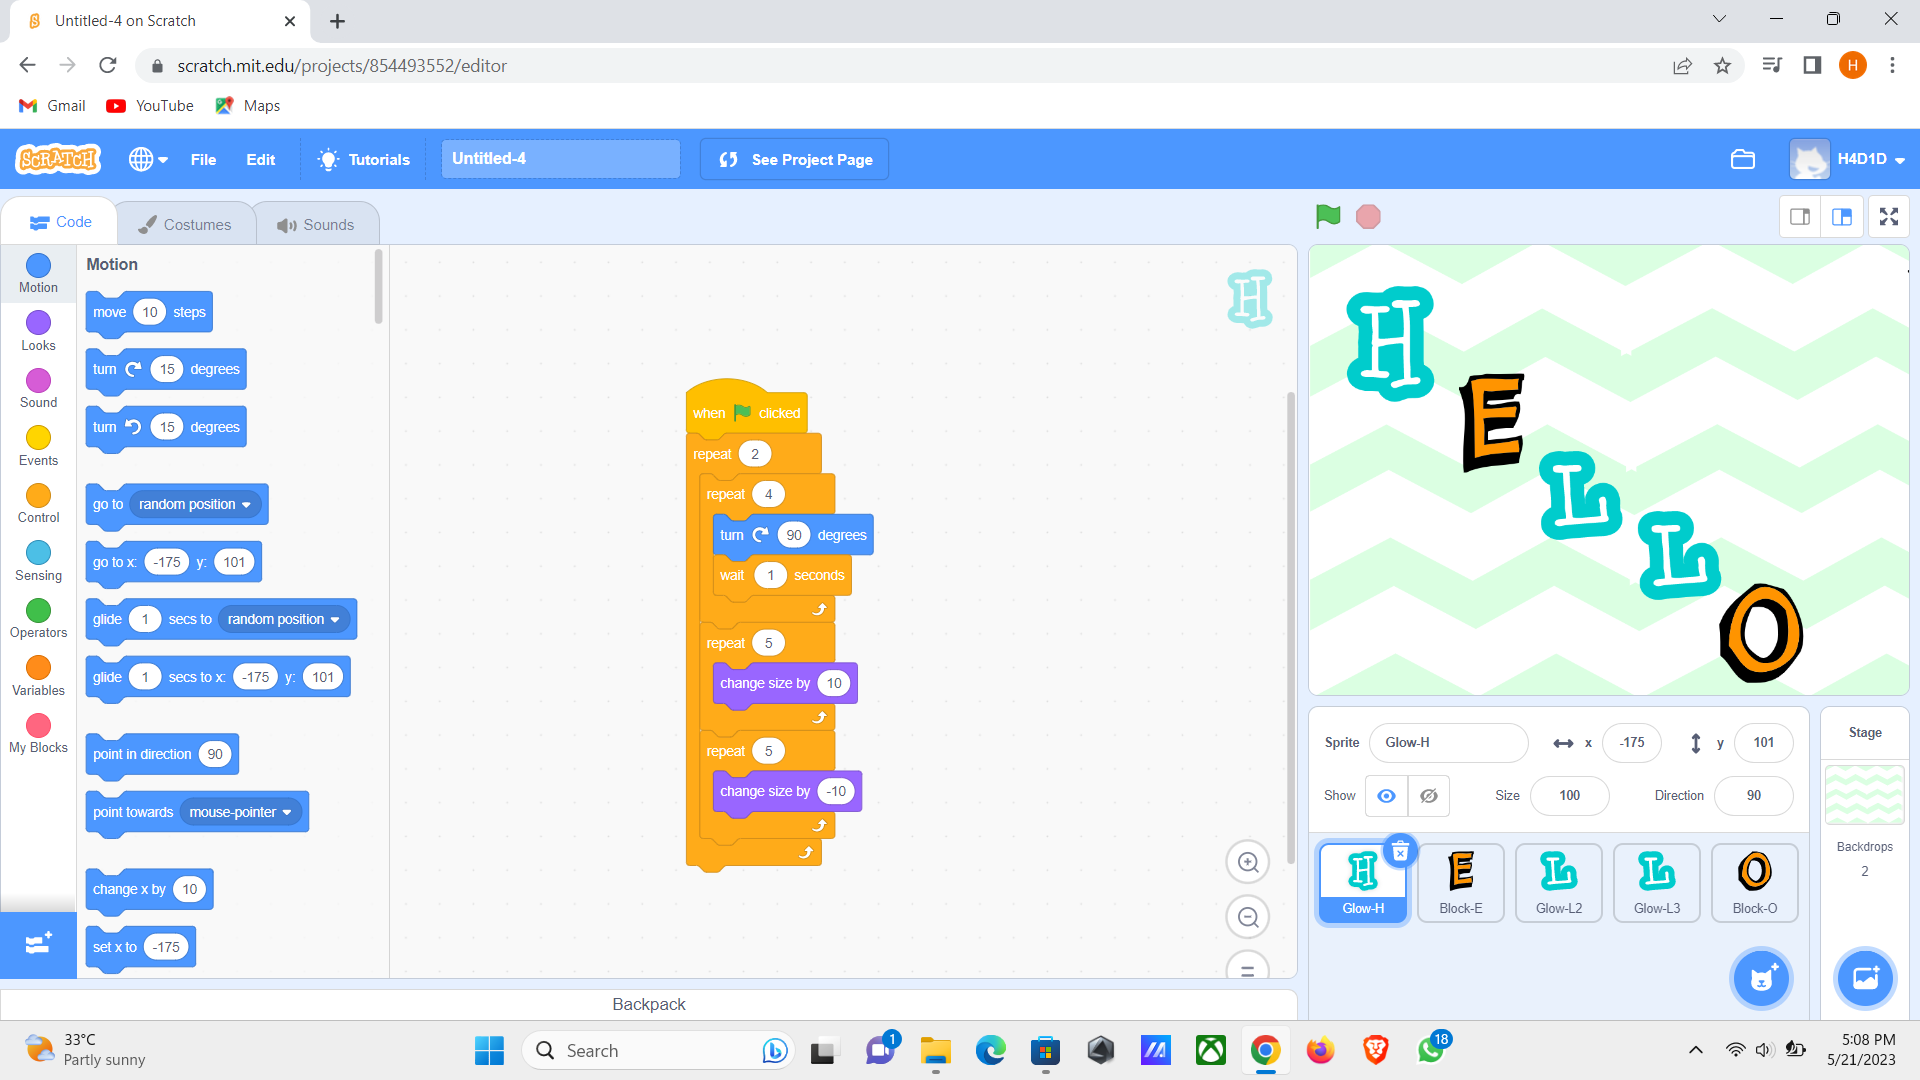 Untitled-4 on Scratch
scratch.mit.edu/projects/854493552/editor
H
Gmail
YouTube
Maps
SCRATCH
File
Edit
Tutorials
Untitled-4
See Project Page
H4D1D
Code
Costumes
Sounds
Motion
Looks
Sound
Events
Control
Sensing
Operators
Variables
My Blocks
Motion
move 10 steps
turn 15 degrees
turn 15 degrees
go to random position
go to x: -175 y: 101
glide 1 secs to random position
glide 1 secs to x: -175 y: 101
point in direction 90
point towards mouse-pointer
change x by 10
set x to -175
when clicked
repeat 2
repeat 4
turn 90 degrees
wait 1 seconds
repeat 5
change size by 10
repeat 5
change size by -10
H
H
E
L
L
O
Sprite Glow-H x -175 y 101
Show Size 100 Direction 90
H
E
L
L
O
Glow-H
Block-E
Glow-L2
Glow-L3
Block-O
Stage
Backdrops
2
Backpack
33°C
Partly sunny
Search
1
18
5:08 PM
5/21/2023